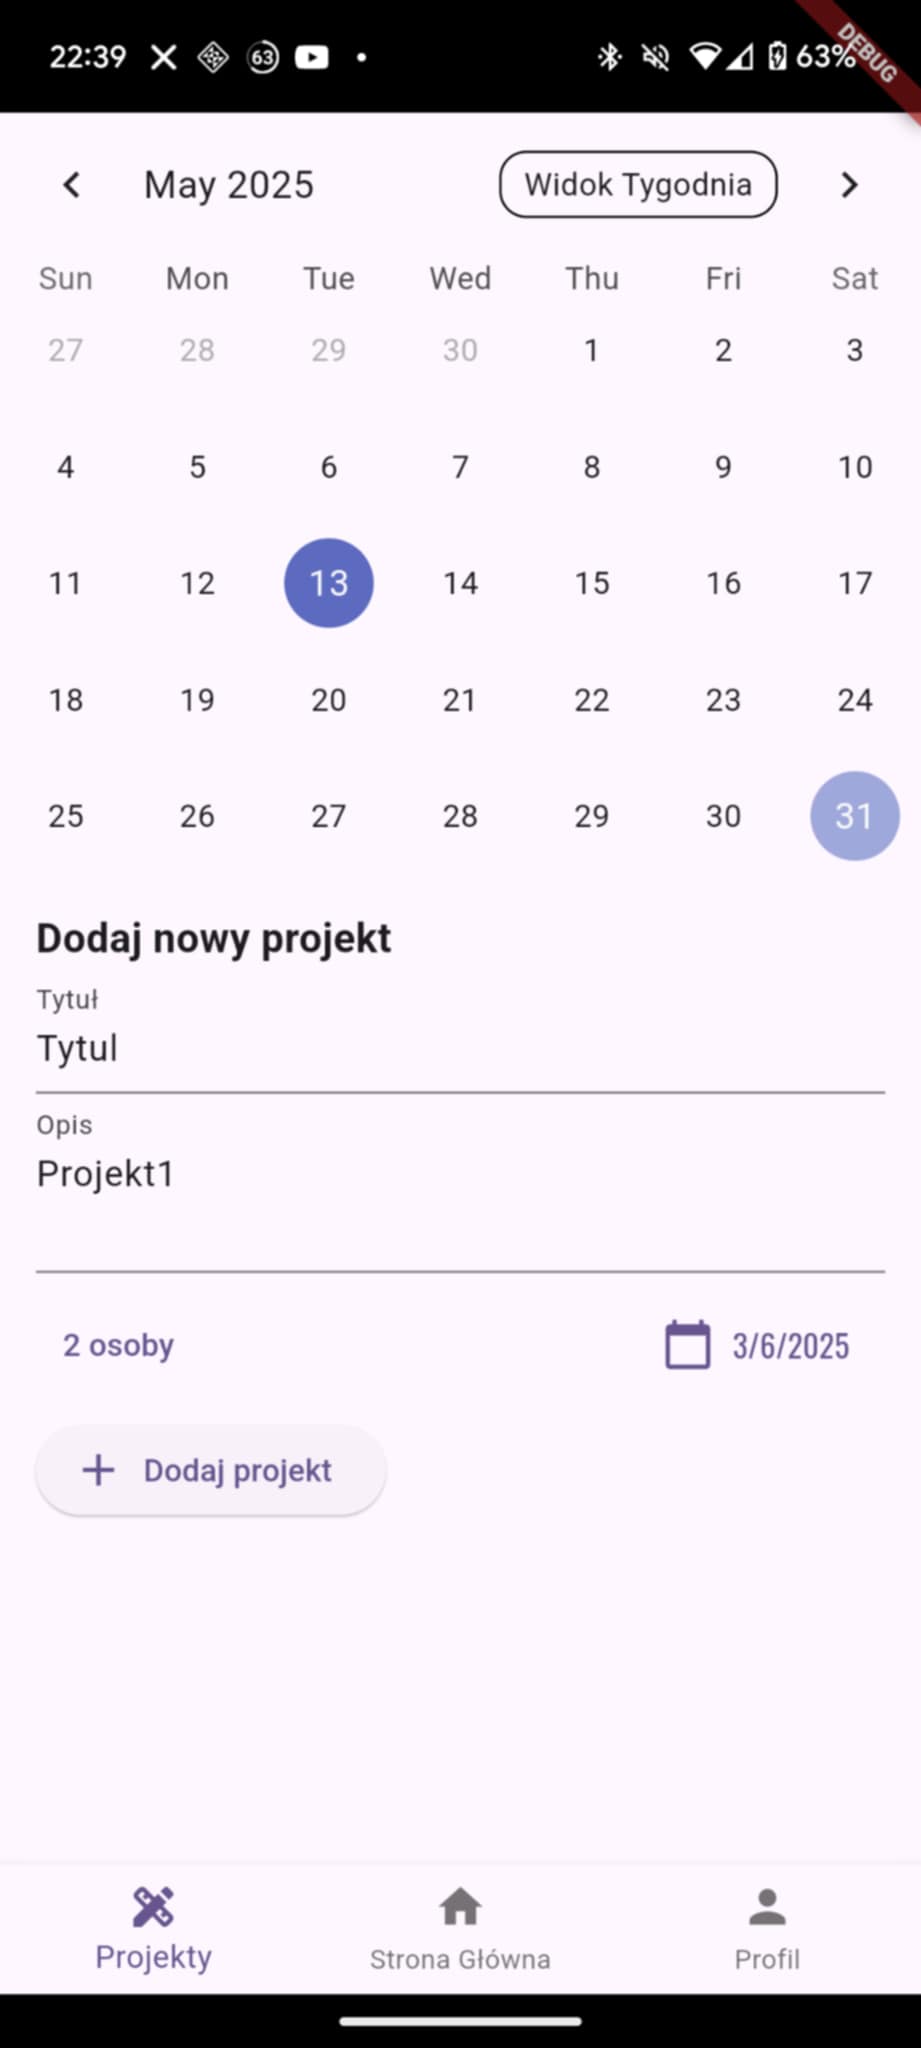 22:39 63 63%
DEBUG
May 2025 Widok Tygodnia
Sun Mon Tue Wed Thu Fri Sat
27 28 29 30 1 2 3
4 5 6 7 8 9 10
11 12 13 14 15 16 17
18 19 20 21 22 23 24
25 26 27 28 29 30 31
Dodaj nowy projekt
Tytuł
Tytul
Opis
Projekt1
2 osoby 3/6/2025
+ Dodaj projekt
Projekty Strona Główna Profil